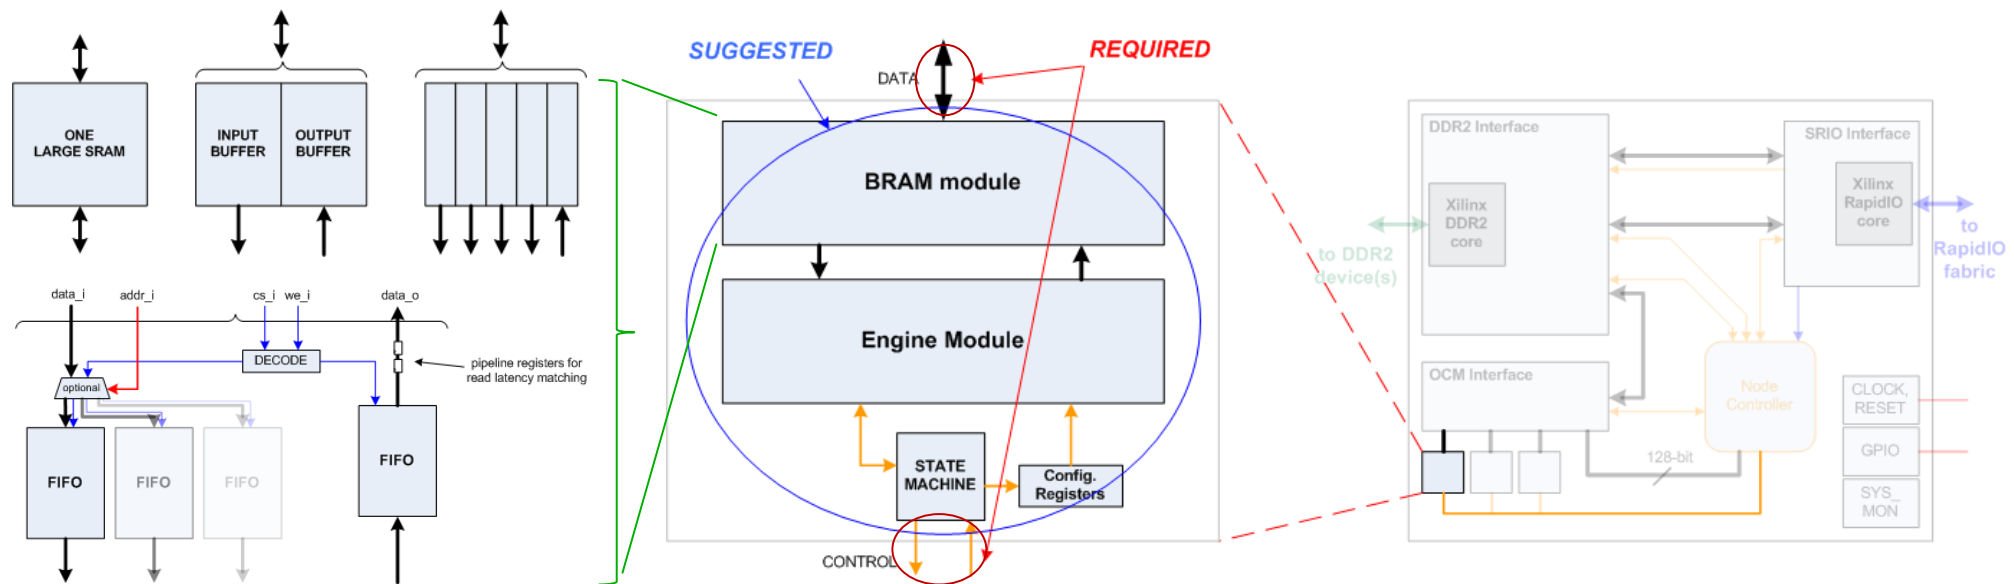 ONE
LARGE SRAM
INPUT
BUFFER
OUTPUT
BUFFER
data_i
addr_i
cs_i
we_i
data_o
DECODE
optional
pipeline registers for
read latency matching
FIFO
FIFO
FIFO
FIFO
SUGGESTED
REQUIRED
DATA
BRAM module
Engine Module
STATE
MACHINE
Config.
Registers
CONTROL
DDR2 Interface
Xilinx
DDR2
core
to DDR2
device(s)
SRIO Interface
Xilinx
RapidIO
core
to
RapidIO
fabric
OCM Interface
Node
Controller
128-bit
CLOCK,
RESET
GPIO
SYS_
MON